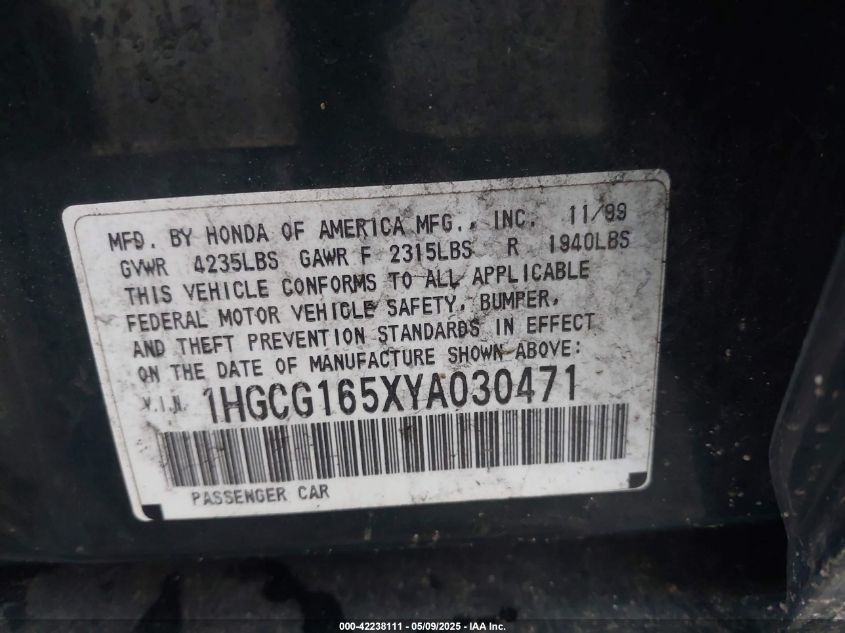 MFD. BY HONDA OF AMERICA MFG., INC. 11/99
GVWR 4235LBS GAWR F 2315LBS R 1940LBS
THIS VEHICLE CONFORMS TO ALL APPLICABLE
FEDERAL MOTOR VEHICLE SAFETY, BUMPER,
AND THEFT PREVENTION STANDARDS IN EFFECT
ON THE DATE OF MANUFACTURE SHOWN ABOVE:
V.I.N. 1HGCG165XYA030471
PASSENGER CAR
000-42238111 - 05/09/2025 - IAA Inc.